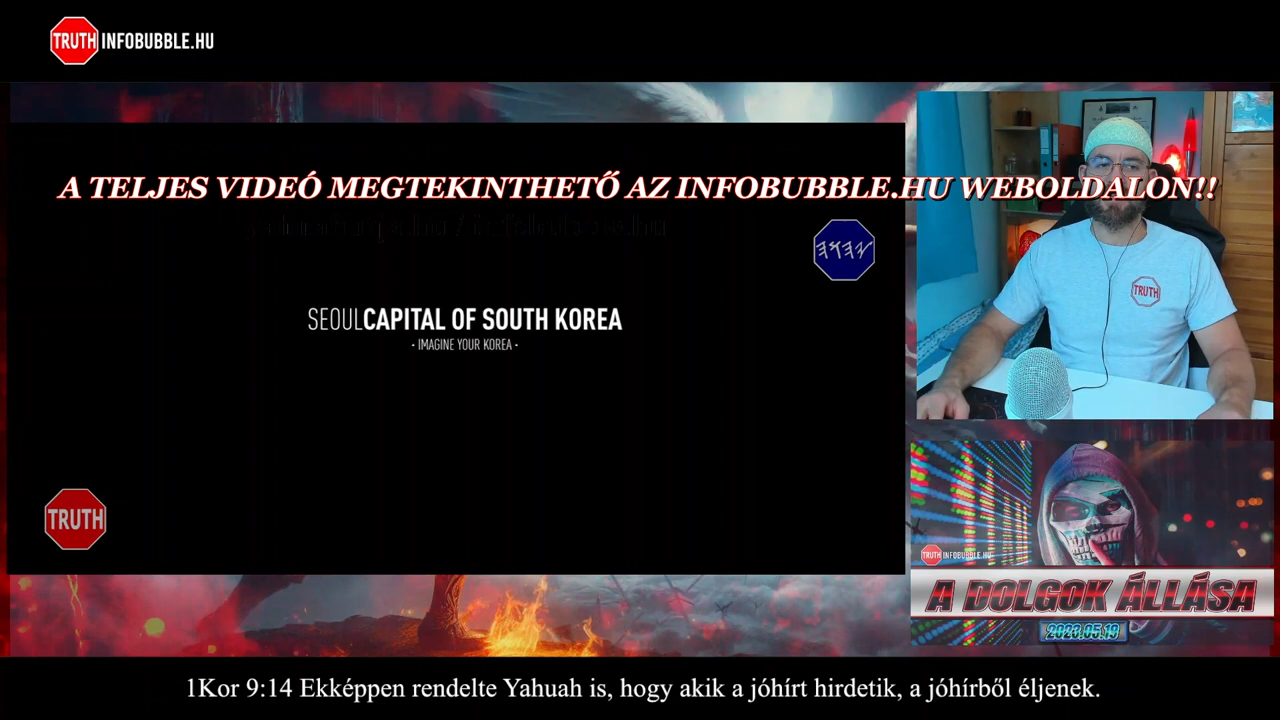 TRUTH INFOBUBBLE.HU
A TELJES VIDEÓ MEGTEKINTHETŐ AZ INFOBUBBLE.HU WEBOLDALON!!
𐤉𐤄𐤅𐤄
SEOULCAPITAL OF SOUTH KOREA
- IMAGINE YOUR KOREA -
TRUTH
TRUTH
TRUTH INFOBUBBLE.HU
A DOLGOK ÁLLÁSA
2023.05.19
1Kor 9:14 Ekképpen rendelte Yahuah is, hogy akik a jóhírt hirdetik, a jóhírből éljenek.